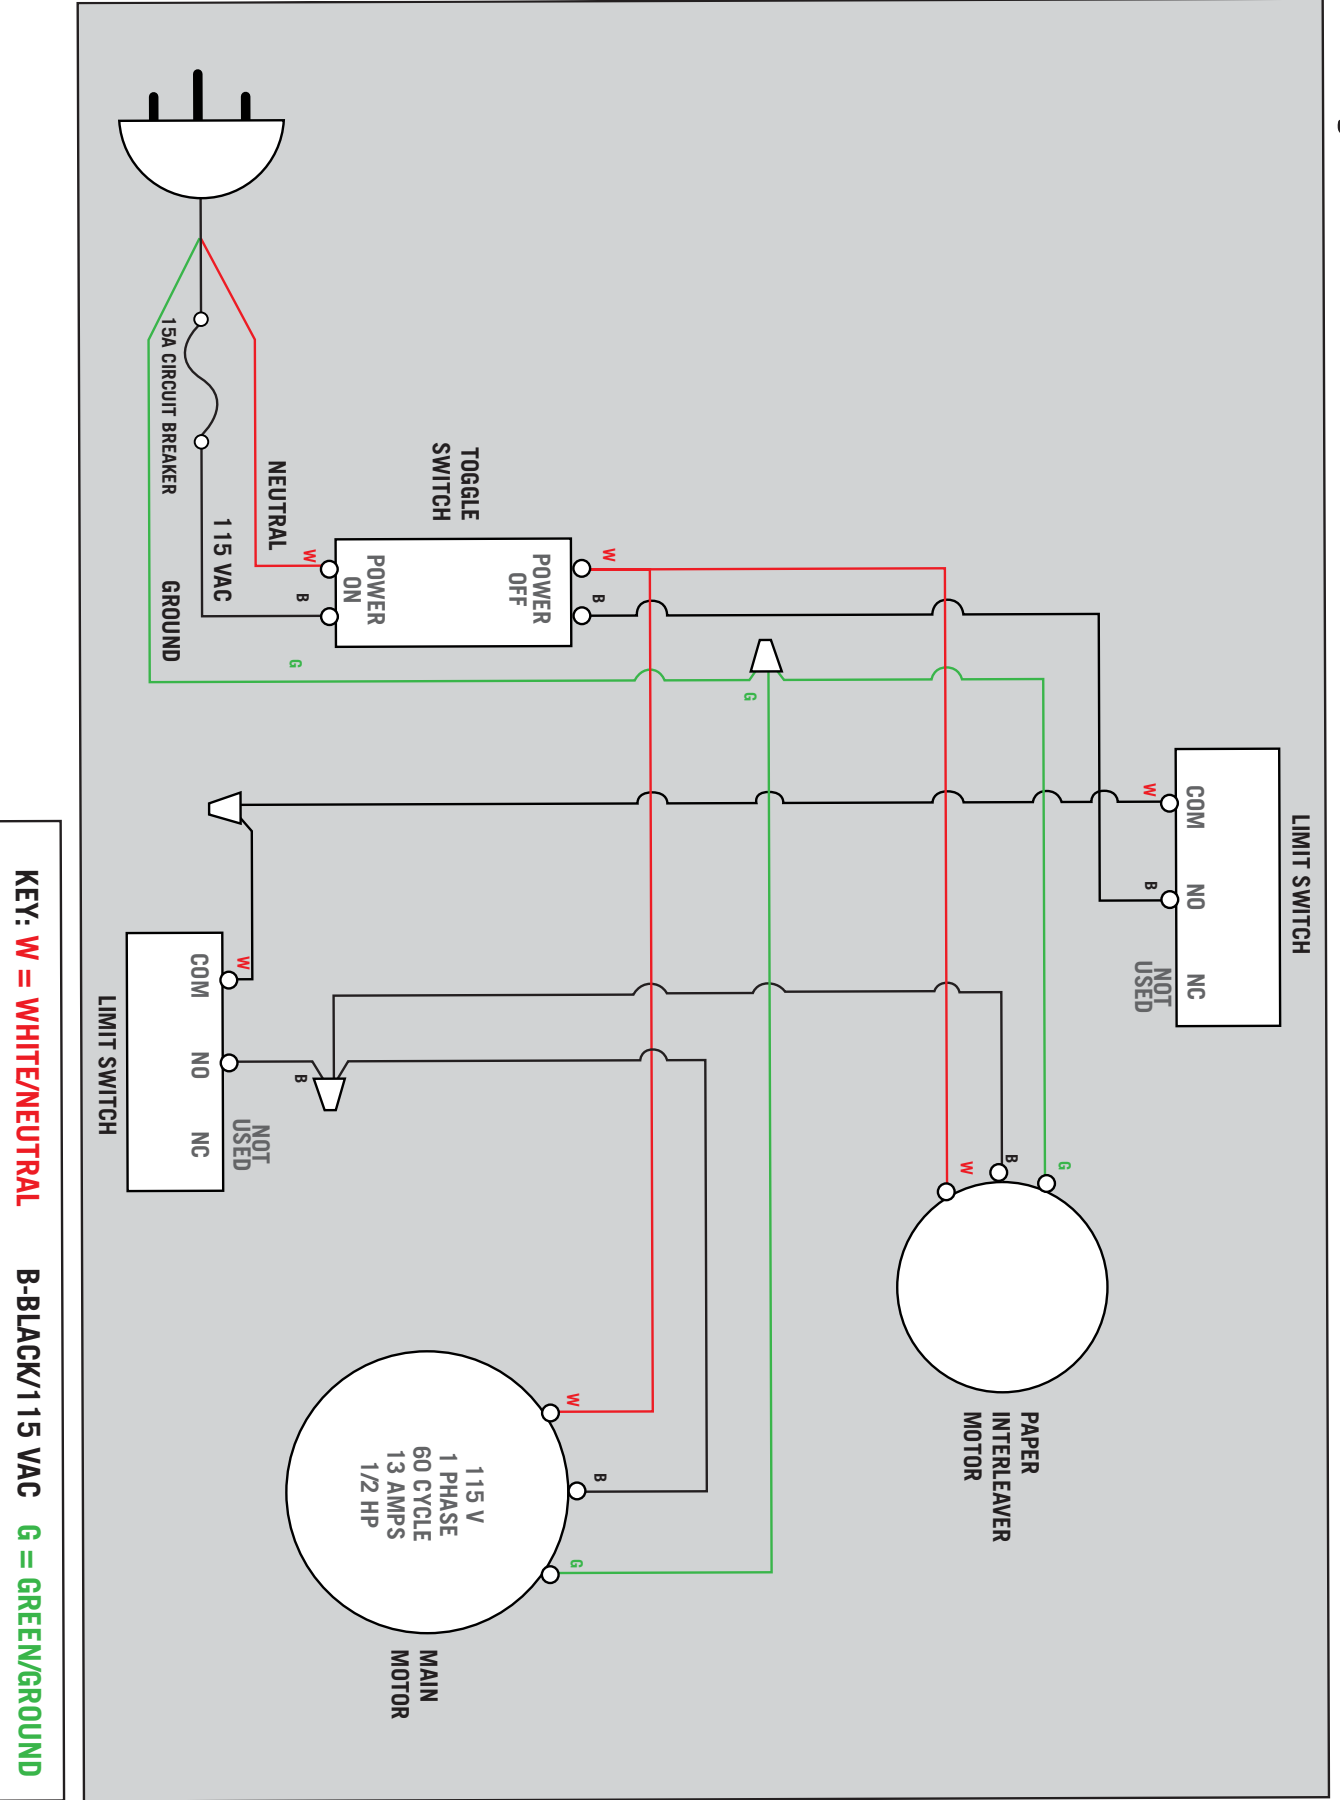 LIMIT SWITCH
COM
NO
NC
NOT
USED
W
B
PAPER
INTERLEAVER
MOTOR
G
B
W
TOGGLE
SWITCH
POWER
OFF
POWER
ON
W
B
W
B
G
G
NEUTRAL
115 VAC
15A CIRCUIT BREAKER
GROUND
W
B
G
115 V
1 PHASE
60 CYCLE
13 AMPS
1/2 HP
MAIN
MOTOR
W
B
COM
NO
NC
NOT
USED
LIMIT SWITCH
KEY: W = WHITE/NEUTRAL B-BLACK/115 VAC G = GREEN/GROUND